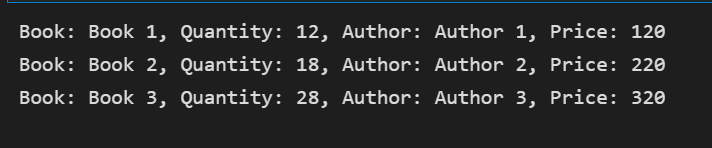 Book: Book 1, Quantity: 12, Author: Author 1, Price: 120
Book: Book 2, Quantity: 18, Author: Author 2, Price: 220
Book: Book 3, Quantity: 28, Author: Author 3, Price: 320